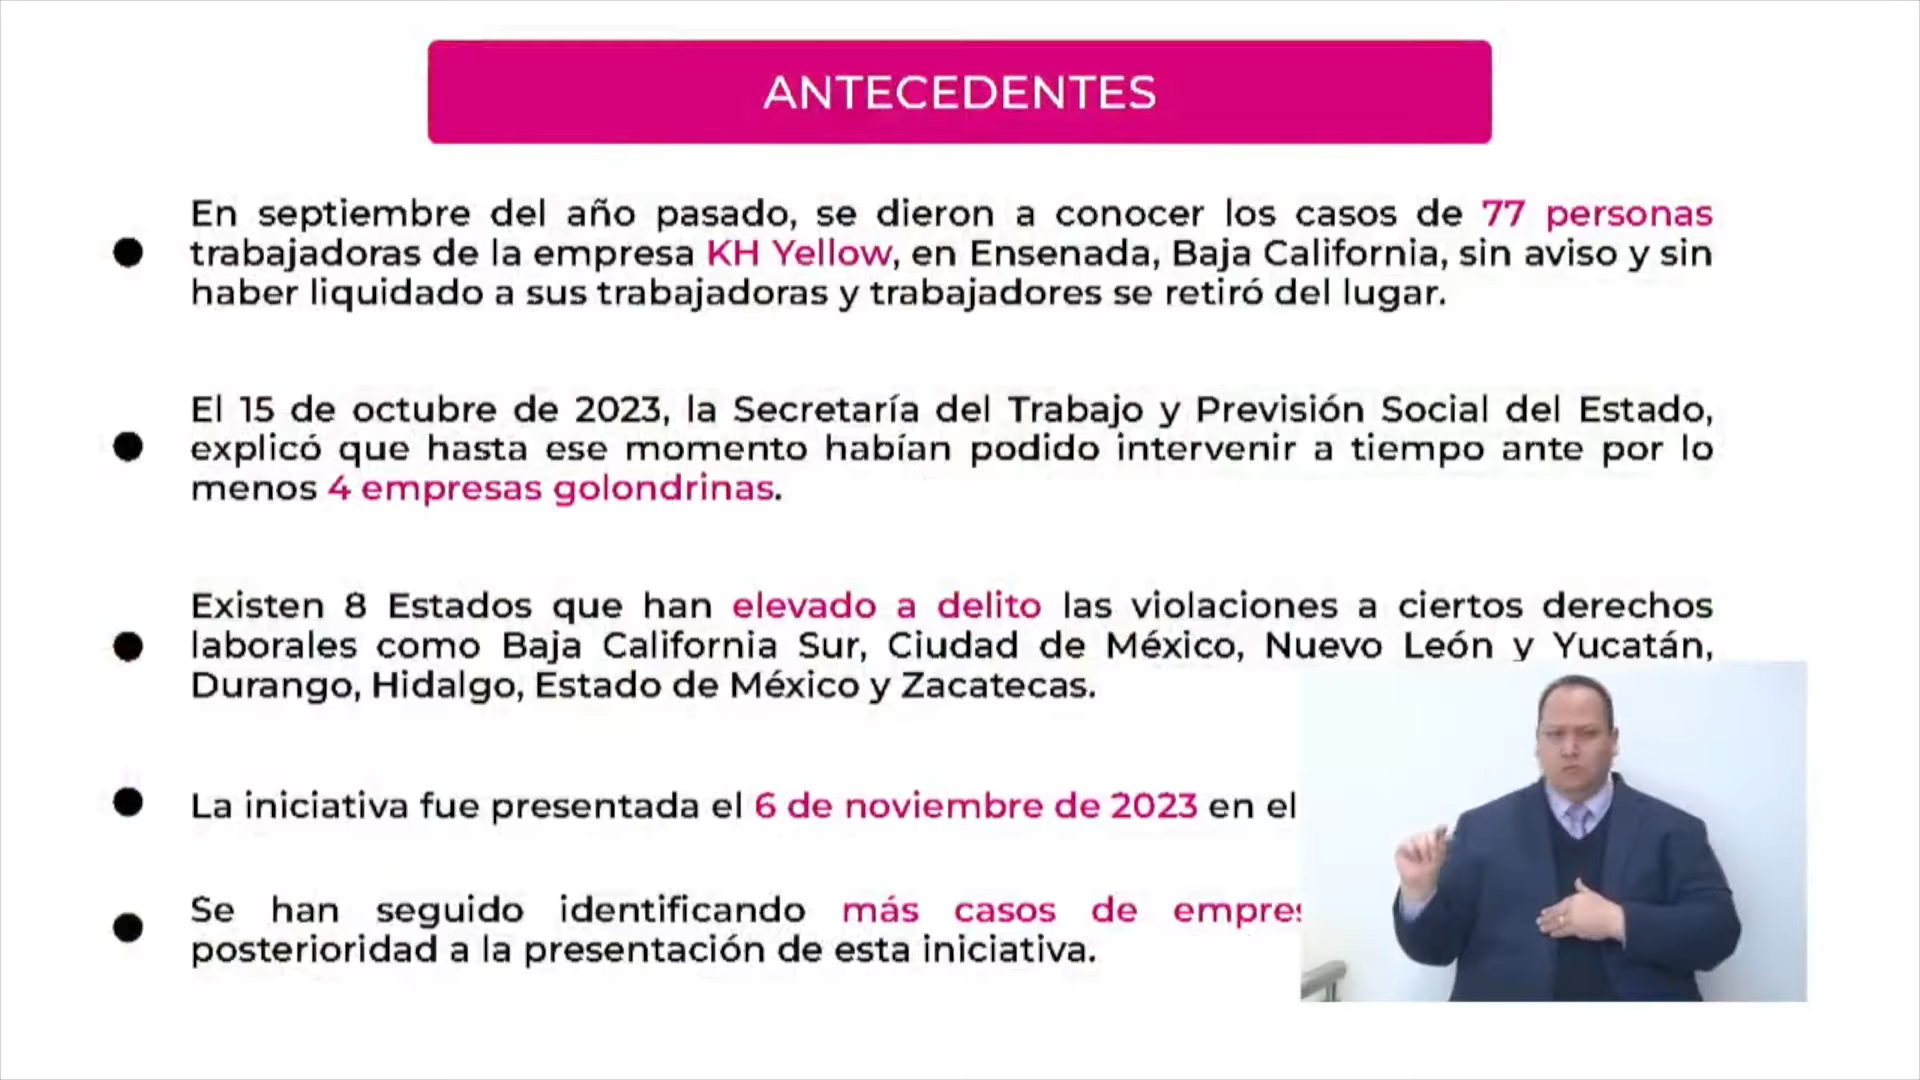 ANTECEDENTES
En septiembre del año pasado, se dieron a conocer los casos de 77 personas
trabajadoras de la empresa KH Yellow, en Ensenada, Baja California, sin aviso y sin
haber liquidado a sus trabajadoras y trabajadores se retiró del lugar.
El 15 de octubre de 2023, la Secretaría del Trabajo y Previsión Social del Estado,
explicó que hasta ese momento habían podido intervenir a tiempo ante por lo
menos 4 empresas golondrinas.
Existen 8 Estados que han elevado a delito las violaciones a ciertos derechos
laborales como Baja California Sur, Ciudad de México, Nuevo León y Yucatán,
Durango, Hidalgo, Estado de México y Zacatecas.
La iniciativa fue presentada el 6 de noviembre de 2023 en el
Se han seguido identificando más casos de
posterioridad a la presentación de esta iniciativa.